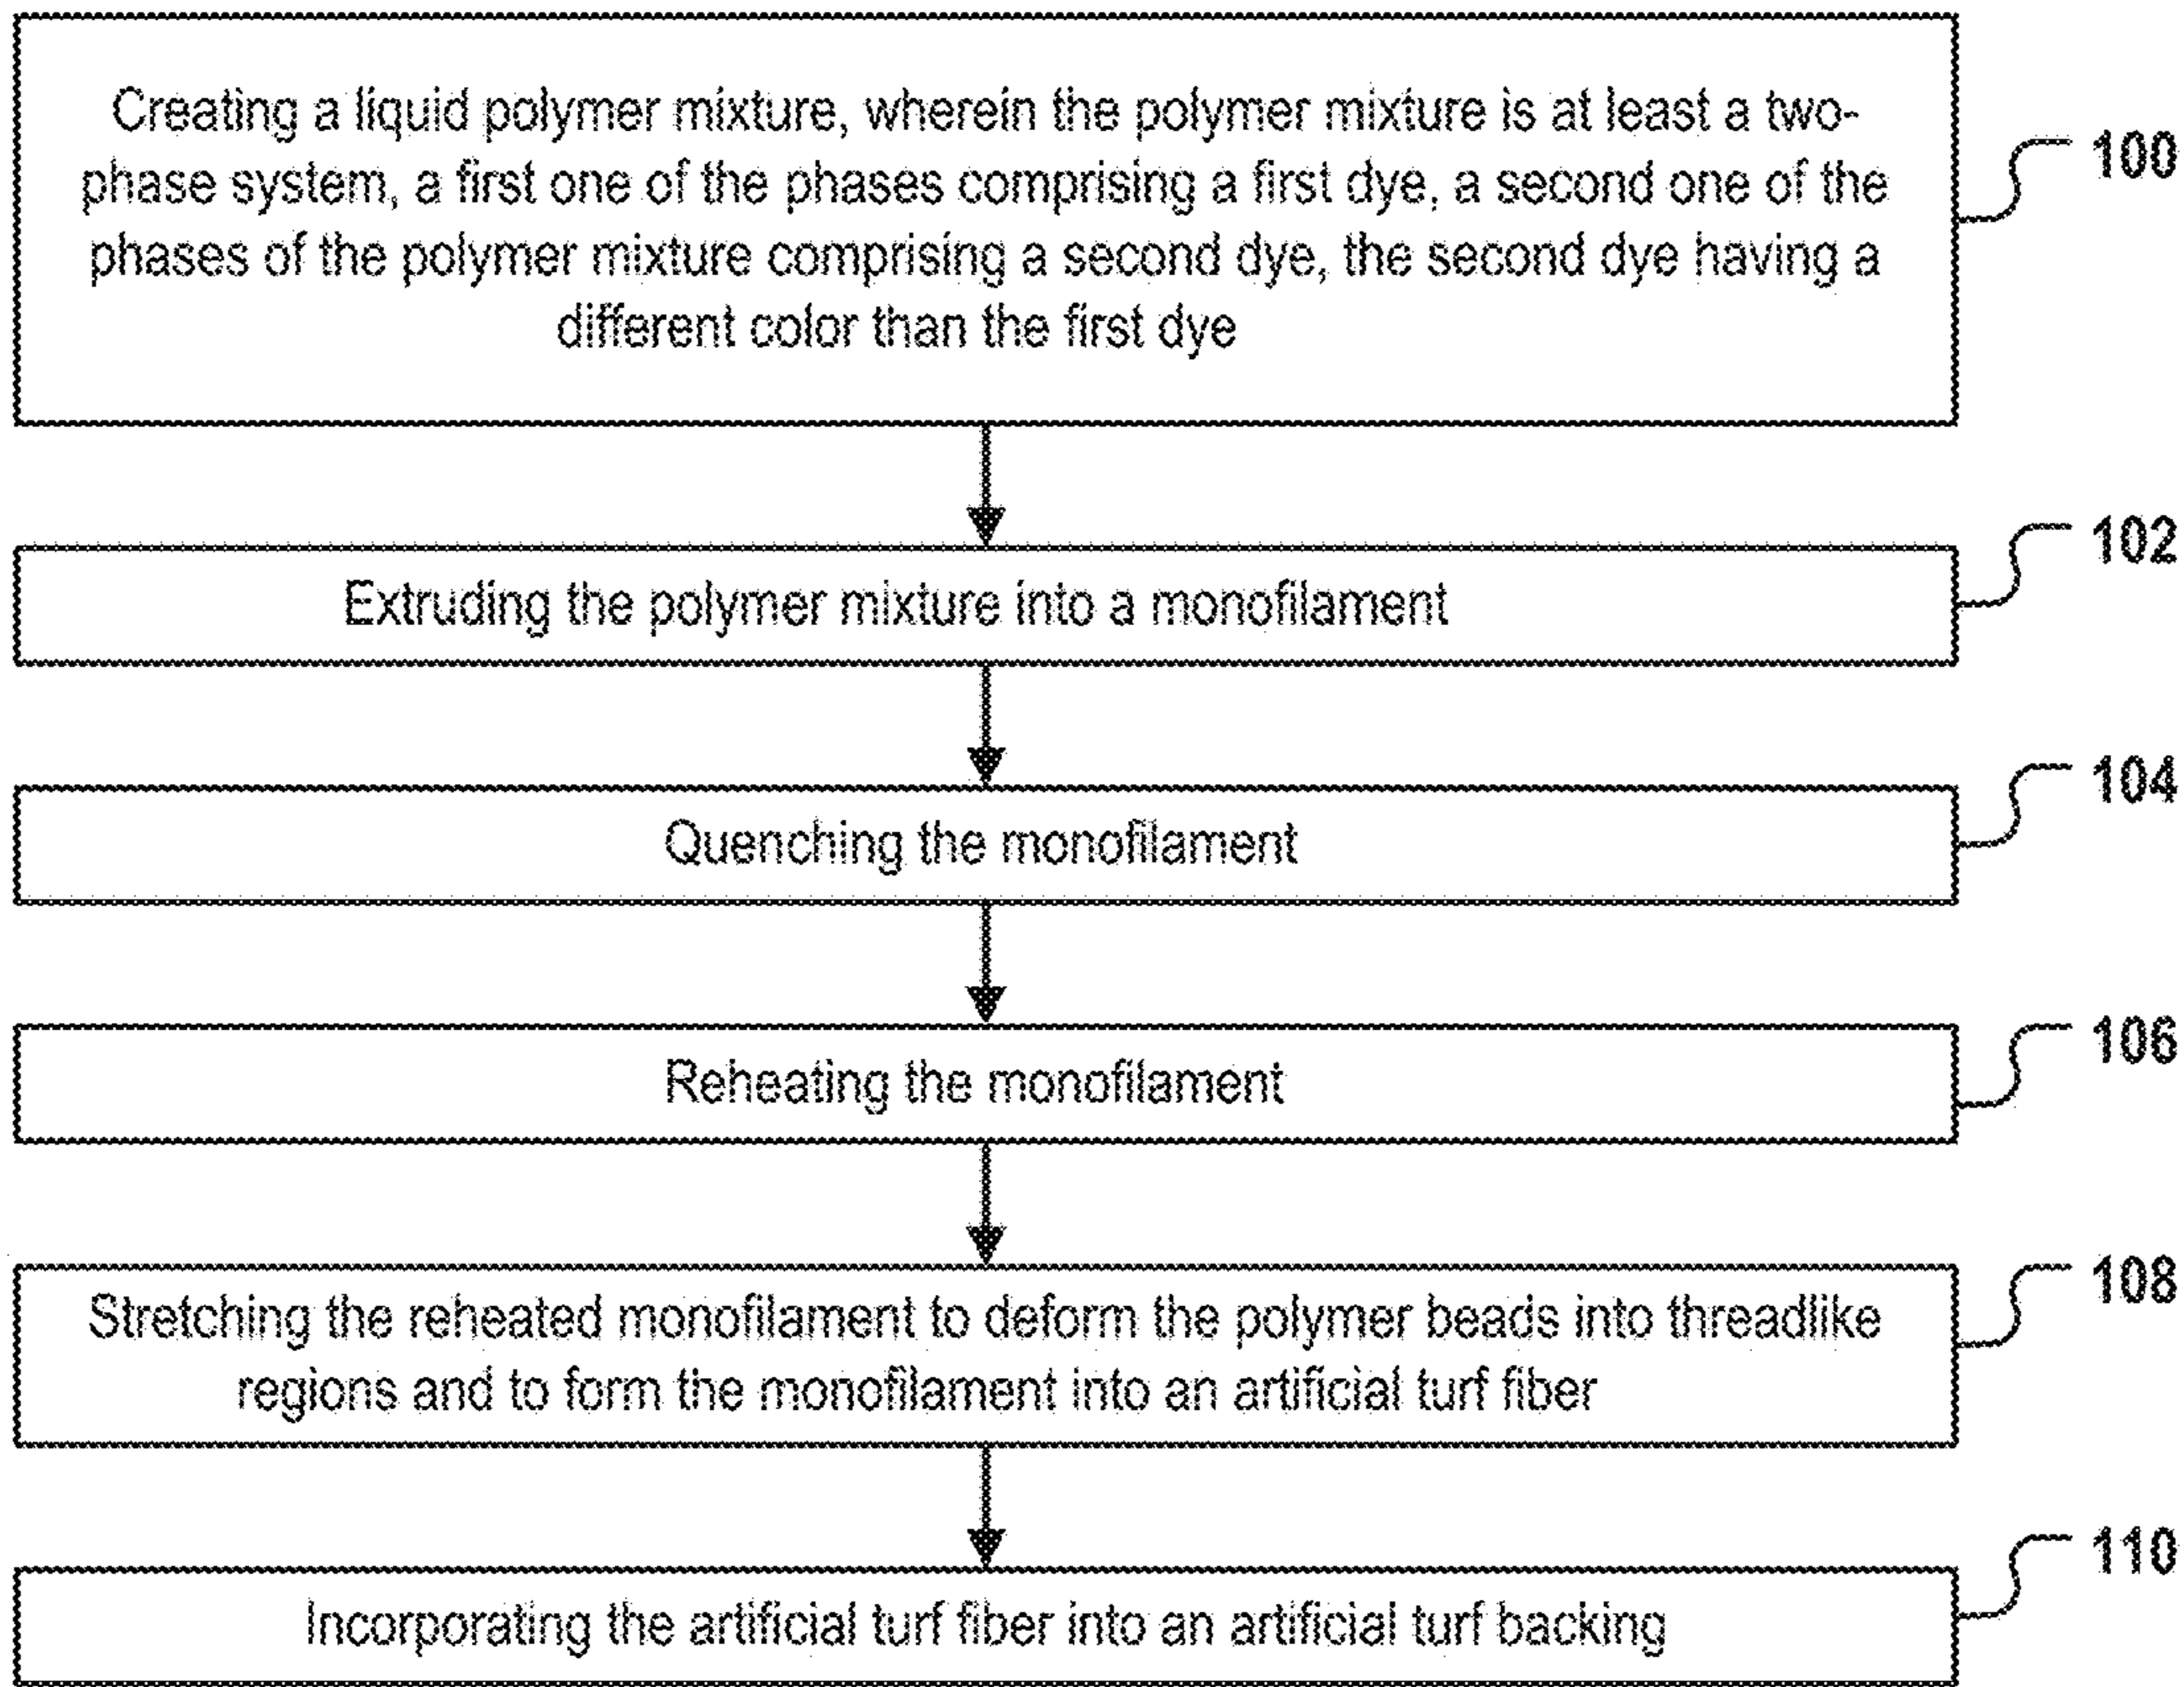 Creating a liquid polymer mixture, wherein the polymer mixture is at least a two-
phase system, a first one of the phases comprising a first dye, a second one of the
phases of the polymer mixture comprising a second dye, the second dye having a
different color than the first dye
100
Extruding the polymer mixture into a monofilament
102
Quenching the monofilament
104
Reheating the monofilament
106
Stretching the reheated monofilament to deform the polymer beads into threadlike
regions and to form the monofilament into an artificial turf fiber
108
Incorporating the artificial turf fiber into an artificial turf backing
110